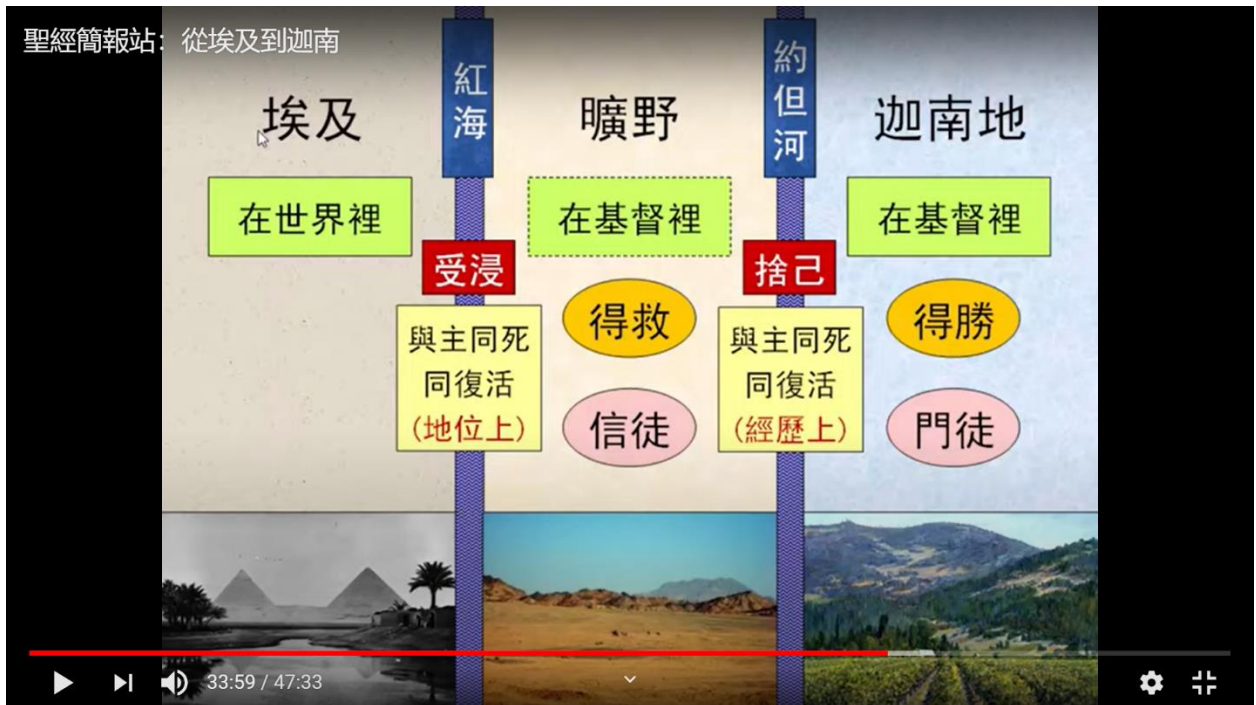 聖經簡報站：從埃及到迦南
埃及
紅海
曠野
約但河
迦南地
在世界裡
在基督裡
在基督裡
受浸
捨己
與主同死
同復活
(地位上)
得救
信徒
與主同死
同復活
(經歷上)
得勝
門徒
33:59 / 47:33